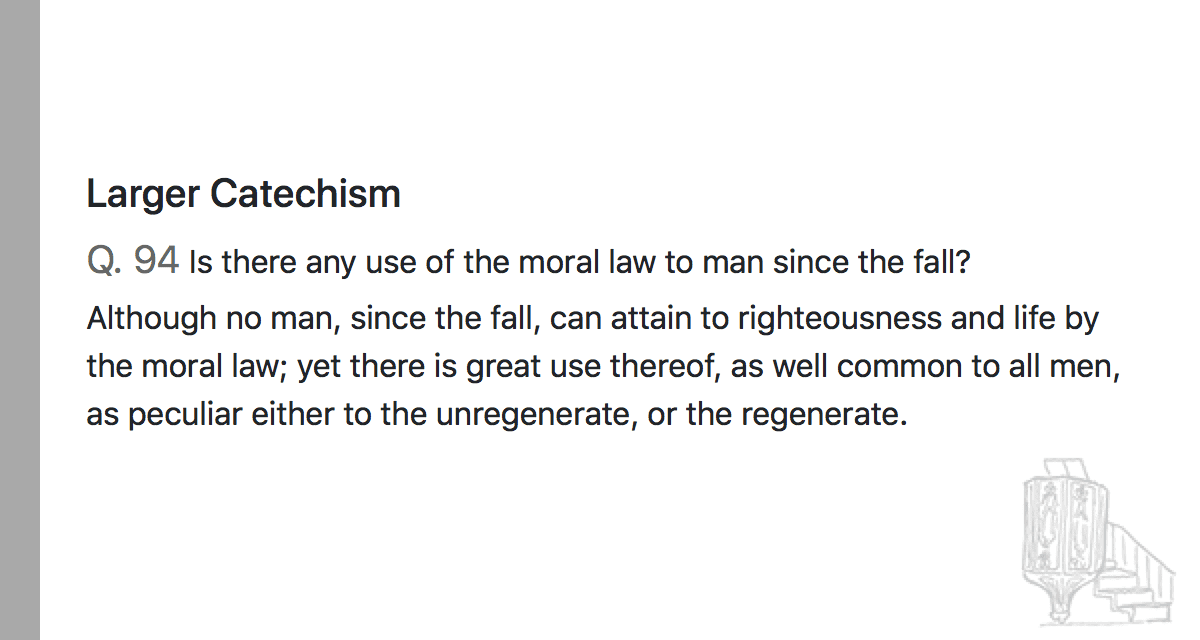 Larger Catechism
Q. 94 Is there any use of the moral law to man since the fall?
Although no man, since the fall, can attain to righteousness and life by
the moral law; yet there is great use thereof, as well common to all men,
as peculiar either to the unregenerate, or the regenerate.